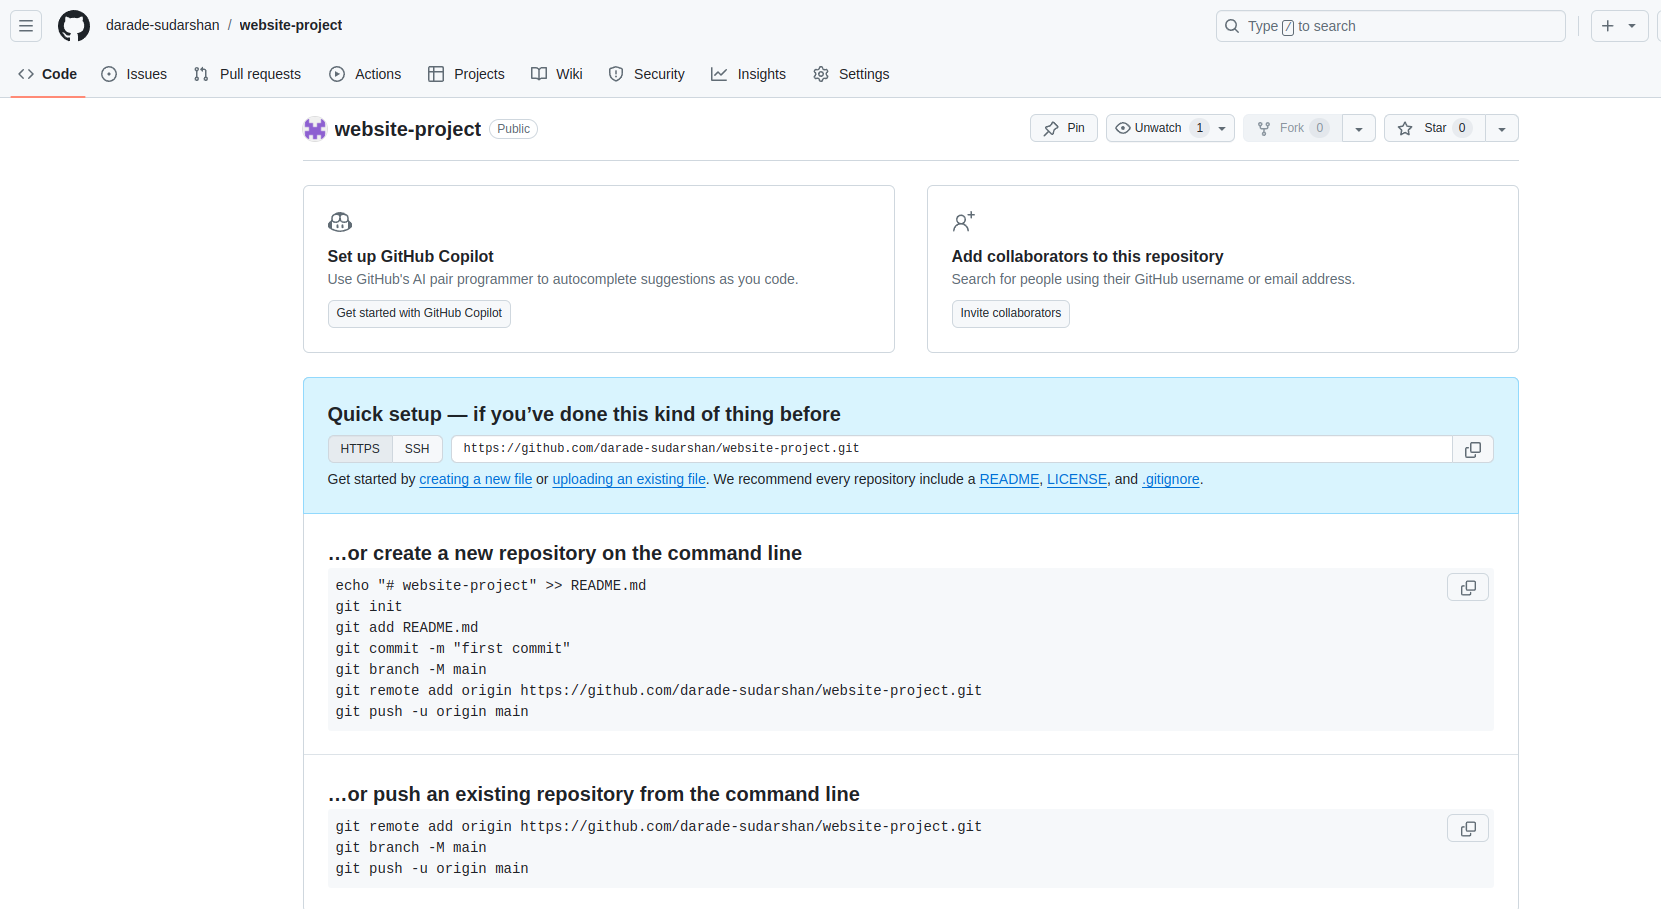 darade-sudarshan / website-project
Type / to search
Code Issues Pull requests Actions Projects Wiki Security Insights Settings
website-project Public
Pin Unwatch 1 Fork 0 Star 0
Set up GitHub Copilot
Use GitHub's AI pair programmer to autocomplete suggestions as you code.
Get started with GitHub Copilot
Add collaborators to this repository
Search for people using their GitHub username or email address.
Invite collaborators
Quick setup — if you’ve done this kind of thing before
HTTPS SSH https://github.com/darade-sudarshan/website-project.git
Get started by creating a new file or uploading an existing file. We recommend every repository include a README, LICENSE, and .gitignore.
…or create a new repository on the command line
echo "# website-project" >> README.md
git init
git add README.md
git commit -m "first commit"
git branch -M main
git remote add origin https://github.com/darade-sudarshan/website-project.git
git push -u origin main
…or push an existing repository from the command line
git remote add origin https://github.com/darade-sudarshan/website-project.git
git branch -M main
git push -u origin main